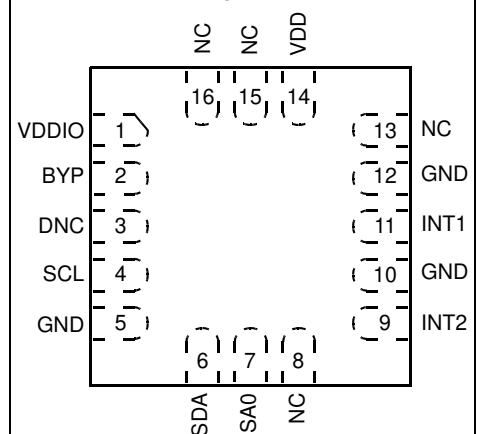 NC NC VDD
16 15 14
VDDIO 1 13 NC
BYP 2 12 GND
DNC 3 11 INT1
SCL 4 10 GND
GND 5 9 INT2
6 7 8
SDA SA0 NC